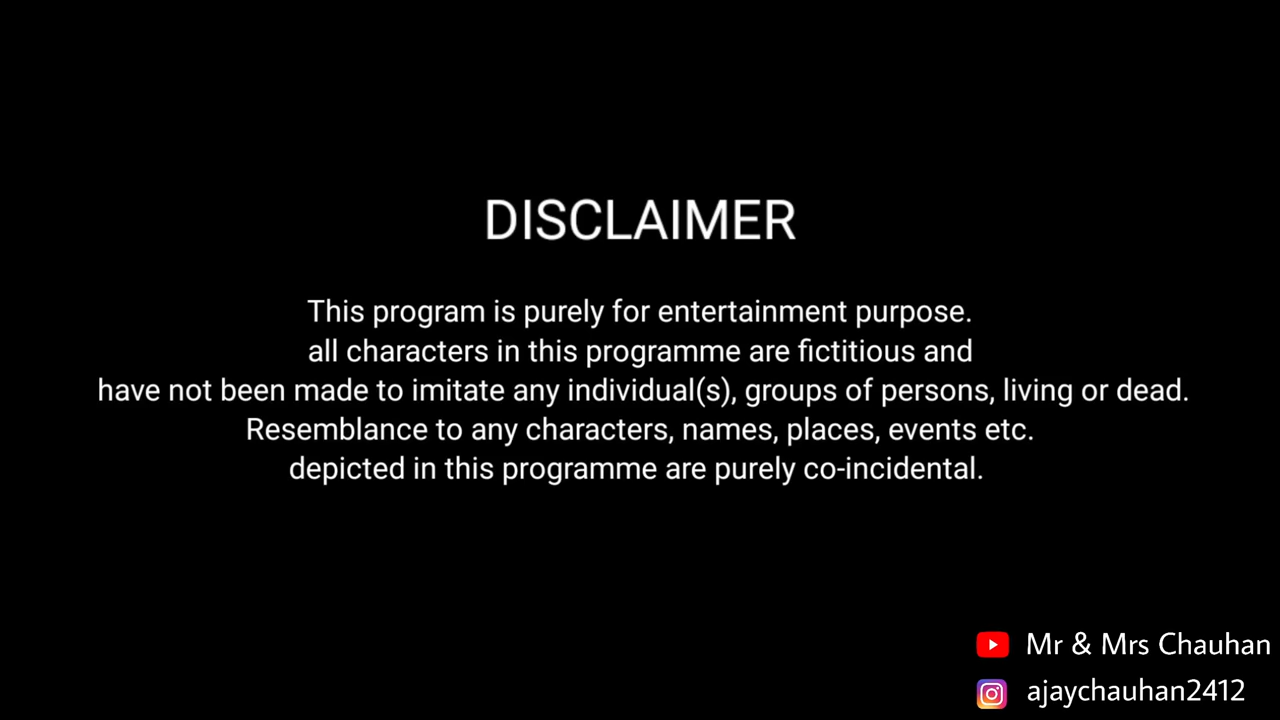 DISCLAIMER
This program is purely for entertainment purpose.
all characters in this programme are fictitious and
have not been made to imitate any individual(s), groups of persons, living or dead.
Resemblance to any characters, names, places, events etc.
depicted in this programme are purely co-incidental.
Mr & Mrs Chauhan
ajaychauhan2412